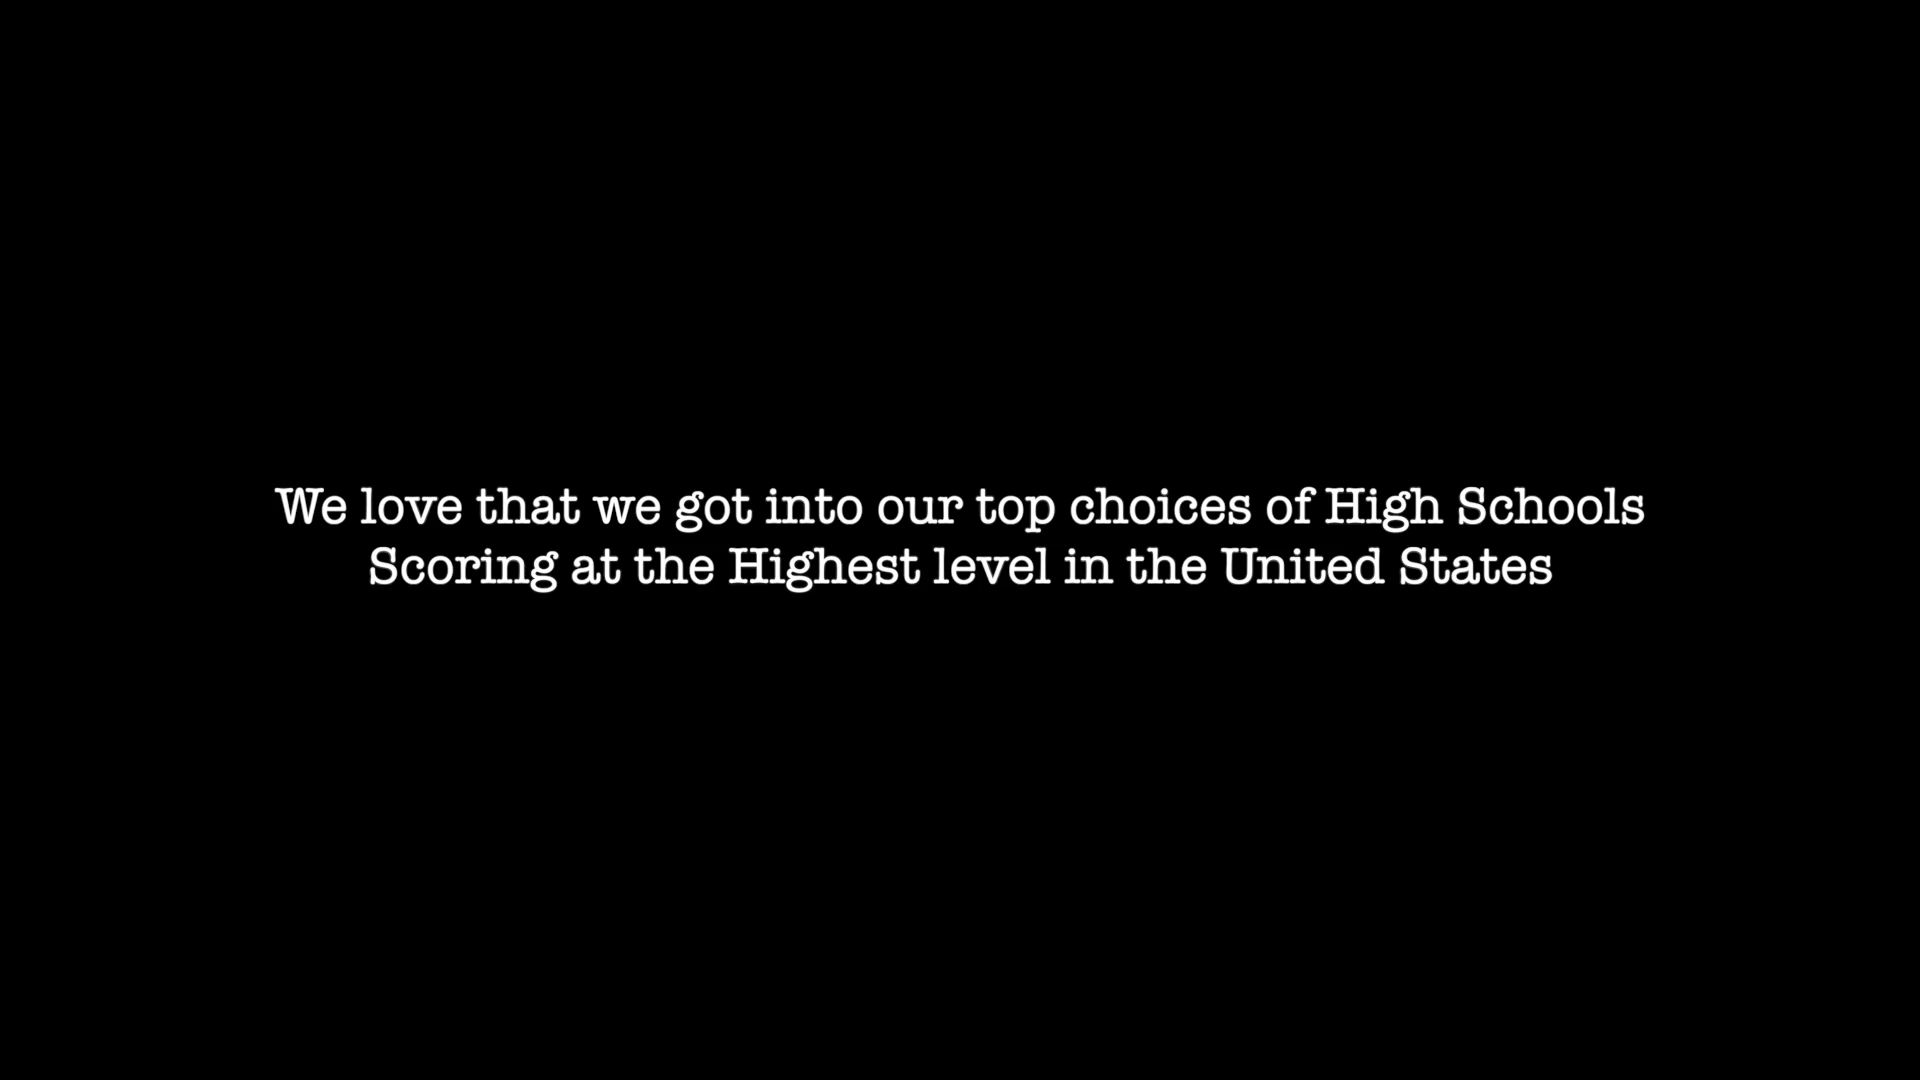 We love that we got into our top choices of High Schools
Scoring at the Highest level in the United States